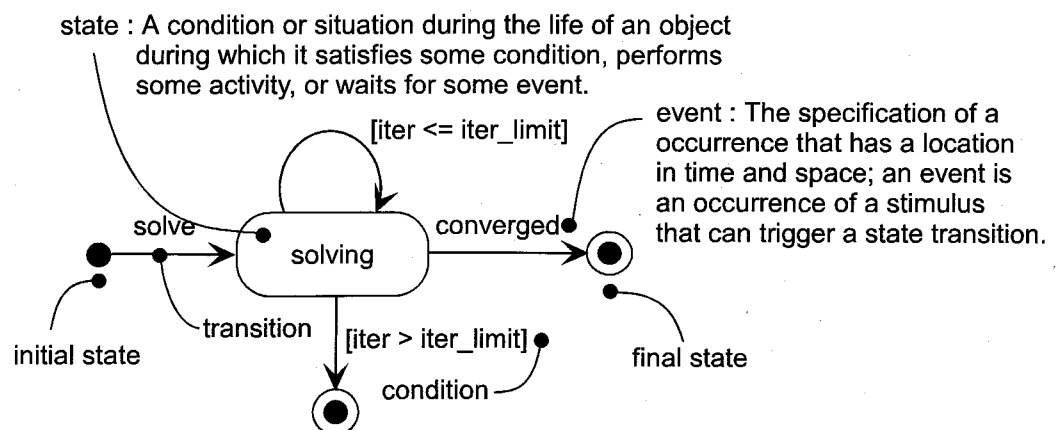 state : A condition or situation during the life of an object
during which it satisfies some condition, performs
some activity, or waits for some event.
[iter <= iter_limit]
event : The specification of a
occurrence that has a location
in time and space; an event is
an occurrence of a stimulus
that can trigger a state transition.
solve
converged
solving
transition
initial state
[iter > iter_limit]
condition
final state